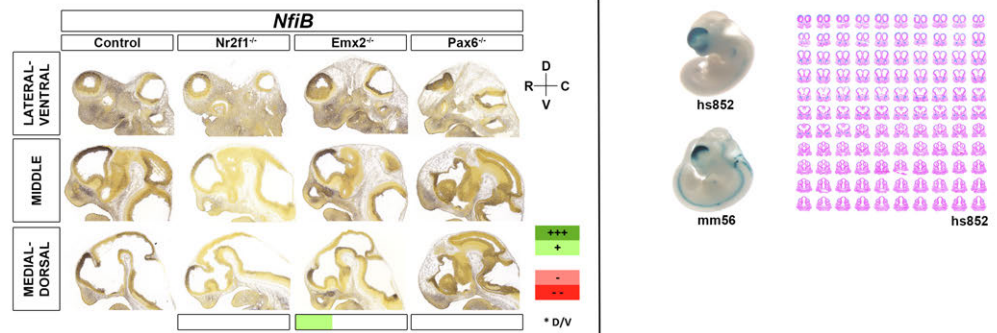 NfiB
Control Nr2f1-/- Emx2-/- Pax6-/-
LATERAL-
VENTRAL
D
R C
V
MIDDLE
MEDIAL-
DORSAL
+++
+
-
--
* D/V
hs852
mm56
hs852